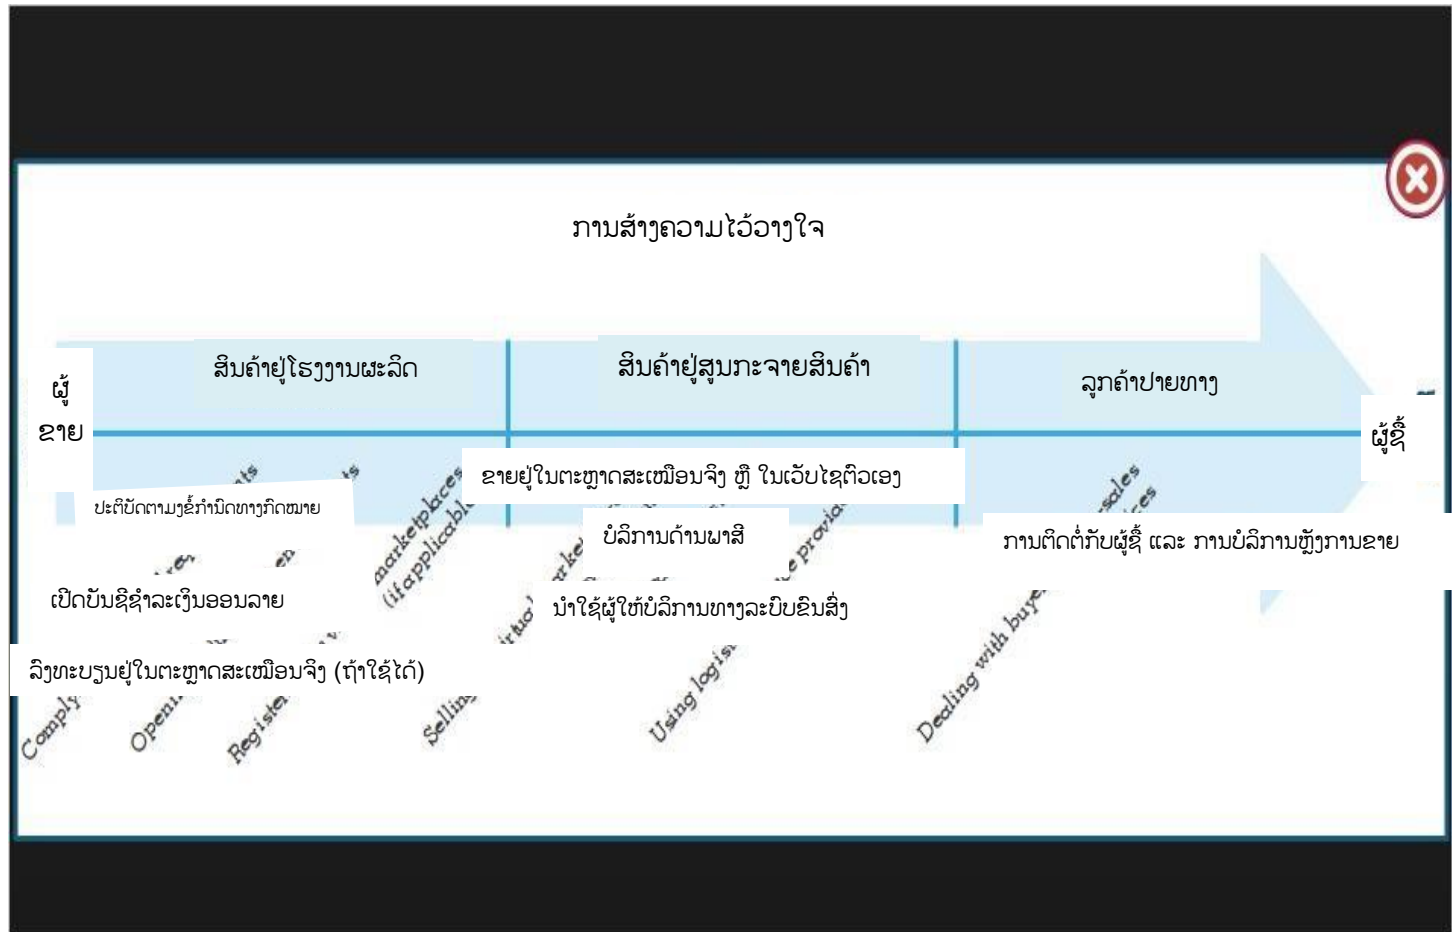 ການສ້າງຄວາມໄວ້ວາງໃຈ
ຜູ້
ຂາຍ
ສິນຄ້າຢູ່ໂຮງງານຜະລິດ
ສິນຄ້າຢູ່ສູນກະຈາຍສິນຄ້າ
ລູກຄ້າປາຍທາງ
ຜູ້ຊື້
ປະຕິບັດຕາມງຂໍ້ກຳນົດທາງກົດໝາຍ
ເປີດບັນຊີຊຳລະເງິນອອນລາຍ
ລົງທະບຽນຢູ່ໃນຕະຫຼາດສະເໝືອນຈິງ (ຖ້າໃຊ້ໄດ້)
ຂາຍຢູ່ໃນຕະຫຼາດສະເໝືອນຈິງ ຫຼື ໃນເວັບໄຊຕົວເອງ
ບໍລິການດ້ານພາສີ
ນຳໃຊ້ຜູ້ໃຫ້ບໍລິການທາງລະບົບຂົນສົ່ງ
ການຕິດຕໍ່ກັບຜູ້ຊື້ ແລະ ການບໍລິການຫຼັງການຂາຍ
marketplaces
(if applicable
Using
Dealing with